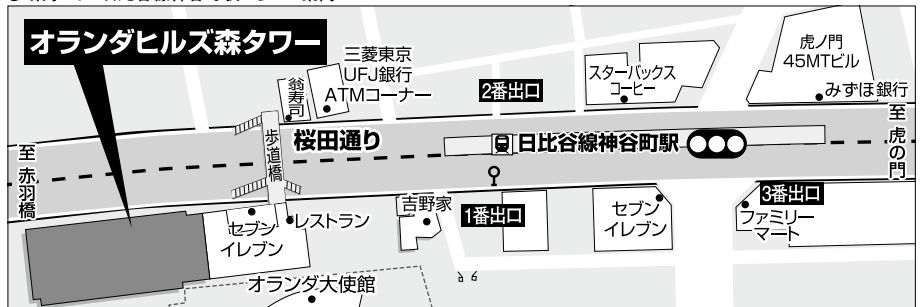 オランダヒルズ森タワー
三菱東京
UFJ銀行
ATMコーナー
翁寿司
2番出口
スターバックス
コーヒー
虎ノ門
45MTビル
みずほ銀行
至 虎の門
歩道橋
桜田通り
日比谷線神谷町駅
至 赤羽橋
セブン
イレブン
レストラン
吉野家
1番出口
セブン
イレブン
3番出口
ファミリー
マート
オランダ大使館